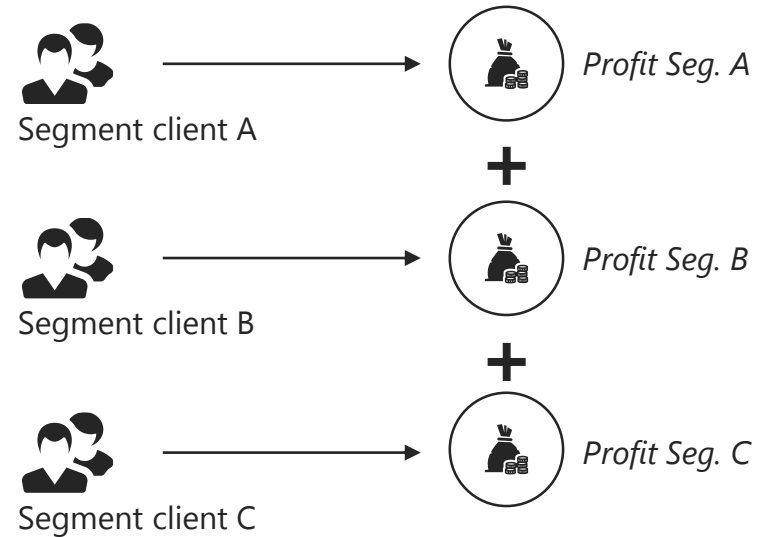 Profit Seg. A
Segment client A
+
Profit Seg. B
Segment client B
+
Profit Seg. C
Segment client C